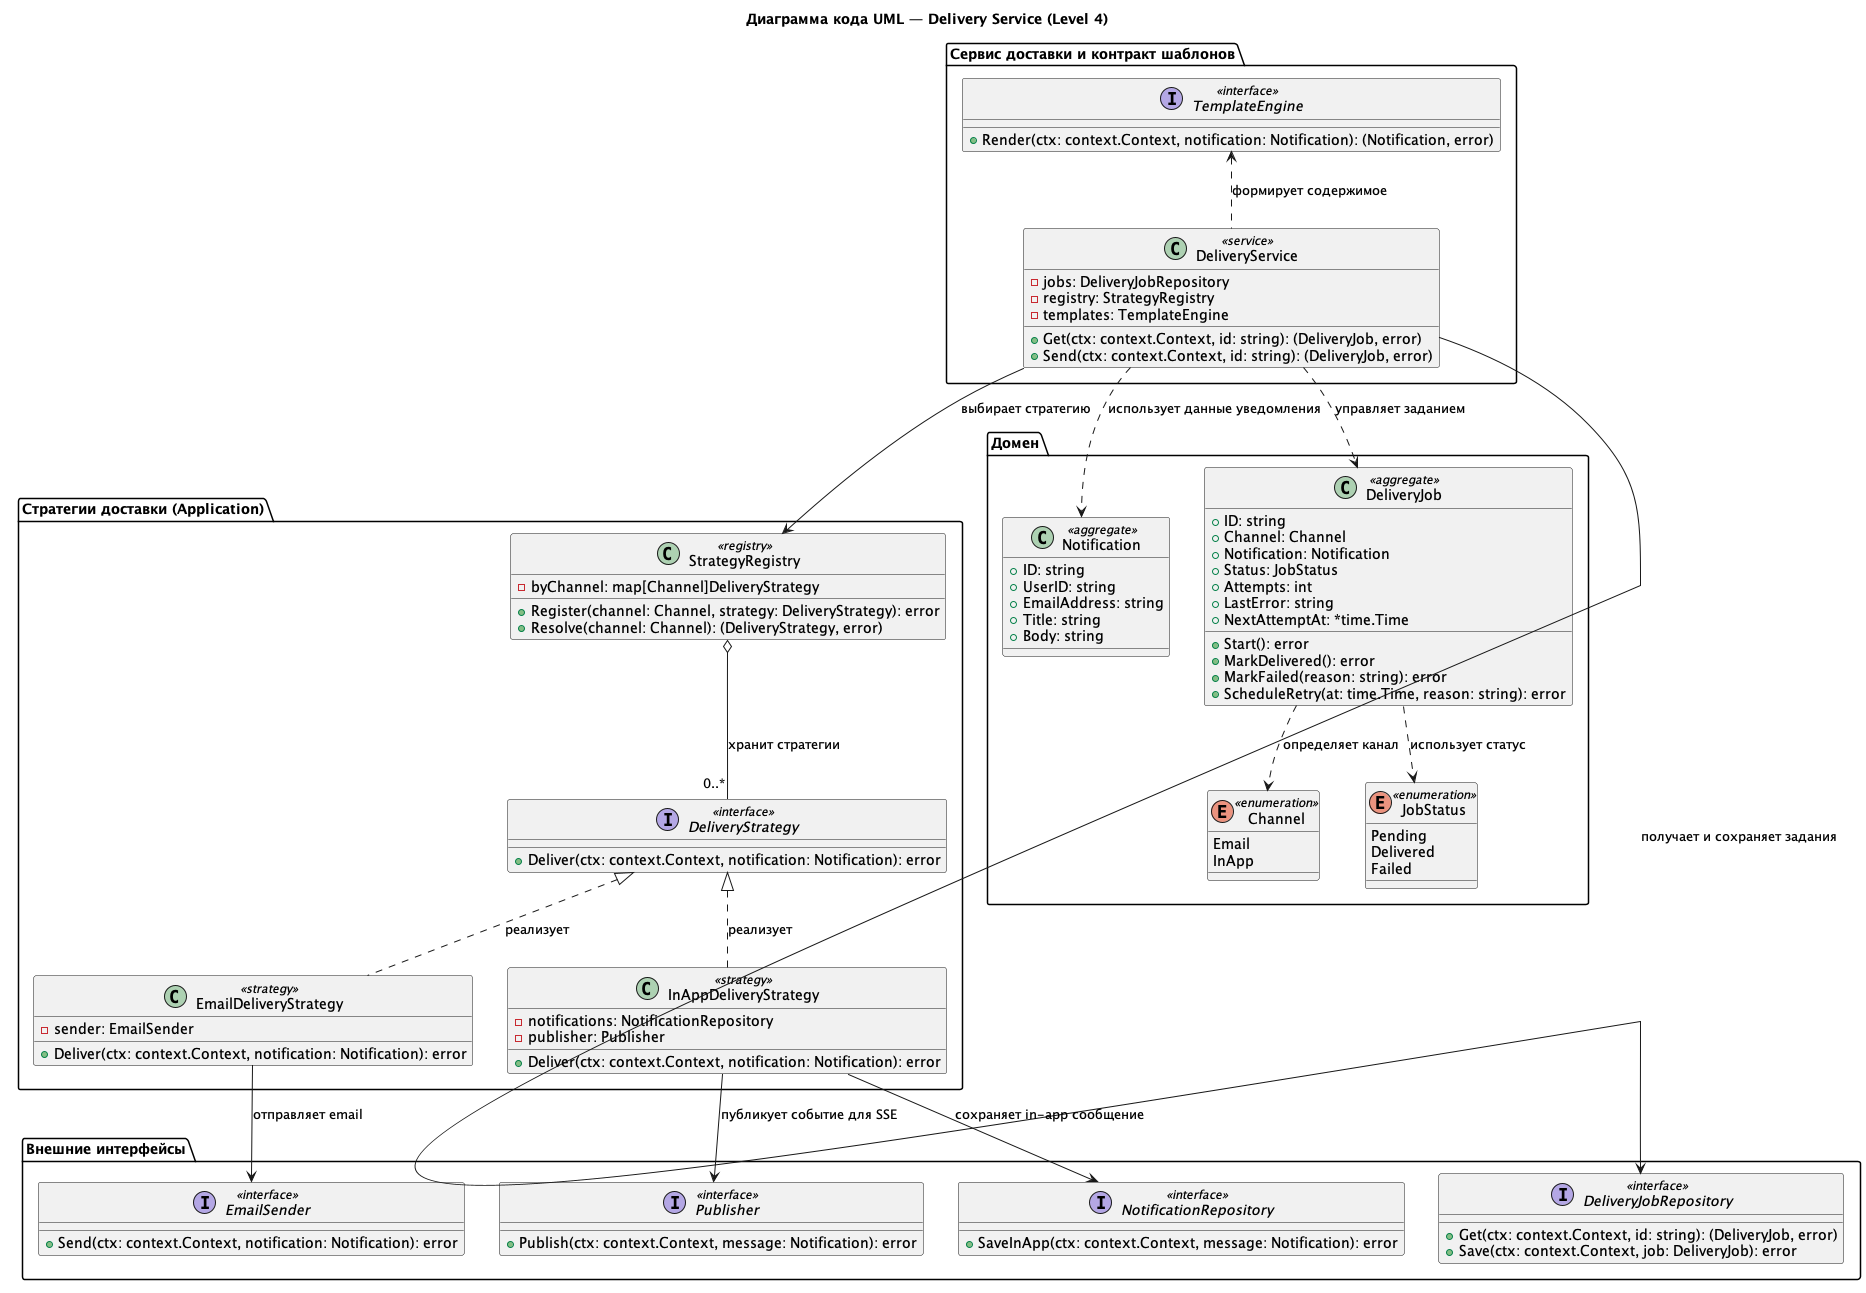 Диаграмма кода UML — Delivery Service (Level 4)
Сервис доставки и контракт шаблонов
I
«interface»
TemplateEngine
Render(ctx: context.Context, notification: Notification): (Notification, error)
формирует содержимое
C
«service»
DeliveryService
jobs: DeliveryJobRepository
registry: StrategyRegistry
templates: TemplateEngine
Get(ctx: context.Context, id: string): (DeliveryJob, error)
Send(ctx: context.Context, id: string): (DeliveryJob, error)
выбирает стратегию
использует данные уведомления
управляет заданием
Домен
C
«aggregate»
Notification
ID: string
UserID: string
EmailAddress: string
Title: string
Body: string
C
«aggregate»
DeliveryJob
ID: string
Channel: Channel
Notification: Notification
Status: JobStatus
Attempts: int
LastError: string
NextAttemptAt: *time.Time
Start(): error
MarkDelivered(): error
MarkFailed(reason: string): error
ScheduleRetry(at: time.Time, reason: string): error
определяет канал
использует статус
E
«enumeration»
Channel
Email
InApp
E
«enumeration»
JobStatus
Pending
Delivered
Failed
получает и сохраняет задания
Стратегии доставки (Application)
C
«registry»
StrategyRegistry
byChannel: map[Channel]DeliveryStrategy
Register(channel: Channel, strategy: DeliveryStrategy): error
Resolve(channel: Channel): (DeliveryStrategy, error)
хранит стратегии
0..*
I
«interface»
DeliveryStrategy
Deliver(ctx: context.Context, notification: Notification): error
реализует
реализует
C
«strategy»
EmailDeliveryStrategy
sender: EmailSender
Deliver(ctx: context.Context, notification: Notification): error
C
«strategy»
InAppDeliveryStrategy
notifications: NotificationRepository
publisher: Publisher
Deliver(ctx: context.Context, notification: Notification): error
отправляет email
публикует событие для SSE
сохраняет in-app сообщение
Внешние интерфейсы
I
«interface»
EmailSender
Send(ctx: context.Context, notification: Notification): error
I
«interface»
Publisher
Publish(ctx: context.Context, message: Notification): error
I
«interface»
NotificationRepository
SaveInApp(ctx: context.Context, message: Notification): error
I
«interface»
DeliveryJobRepository
Get(ctx: context.Context, id: string): (DeliveryJob, error)
Save(ctx: context.Context, job: DeliveryJob): error